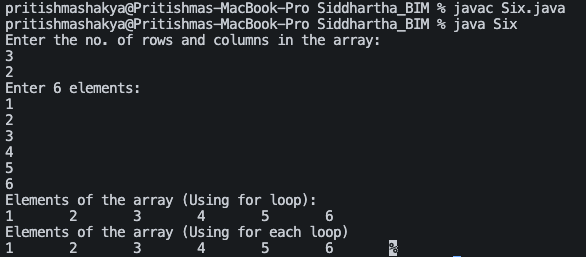 pritishmashakya@Pritishmas-MacBook-Pro Siddhartha_BIM % javac Six.java
pritishmashakya@Pritishmas-MacBook-Pro Siddhartha_BIM % java Six
Enter the no. of rows and columns in the array:
3
2
Enter 6 elements:
1
2
3
4
5
6
Elements of the array (Using for loop):
1 2 3 4 5 6
Elements of the array (Using for each loop)
1 2 3 4 5 6 %